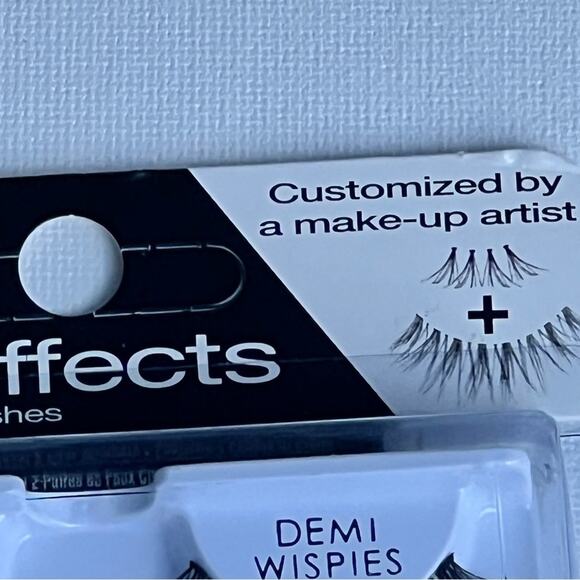 Customized by
a make-up artist
+
ffects
shes
DEMI
WISPIES